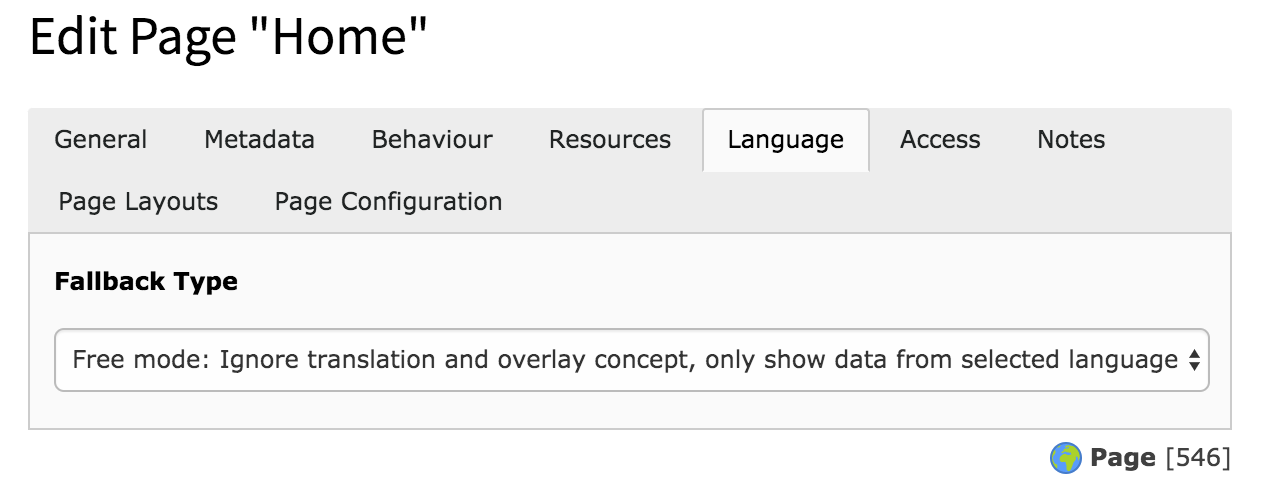 Edit Page "Home"
General Metadata Behaviour Resources Language Access Notes
Page Layouts Page Configuration
Fallback Type
Free mode: Ignore translation and overlay concept, only show data from selected language
Page [546]